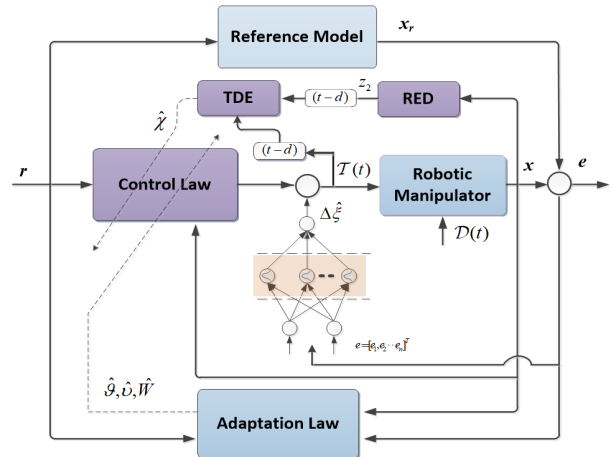 Reference Model
x_r
TDE
(t−d)
z_2
RED
χ̂
(t−d)
𝒯(t)
r
Control Law
Robotic
Manipulator
x
e
Δξ̂
𝒟(t)
e=[e_1,e_2··e_n]^T
ϑ̂,υ̂,Ŵ
Adaptation Law